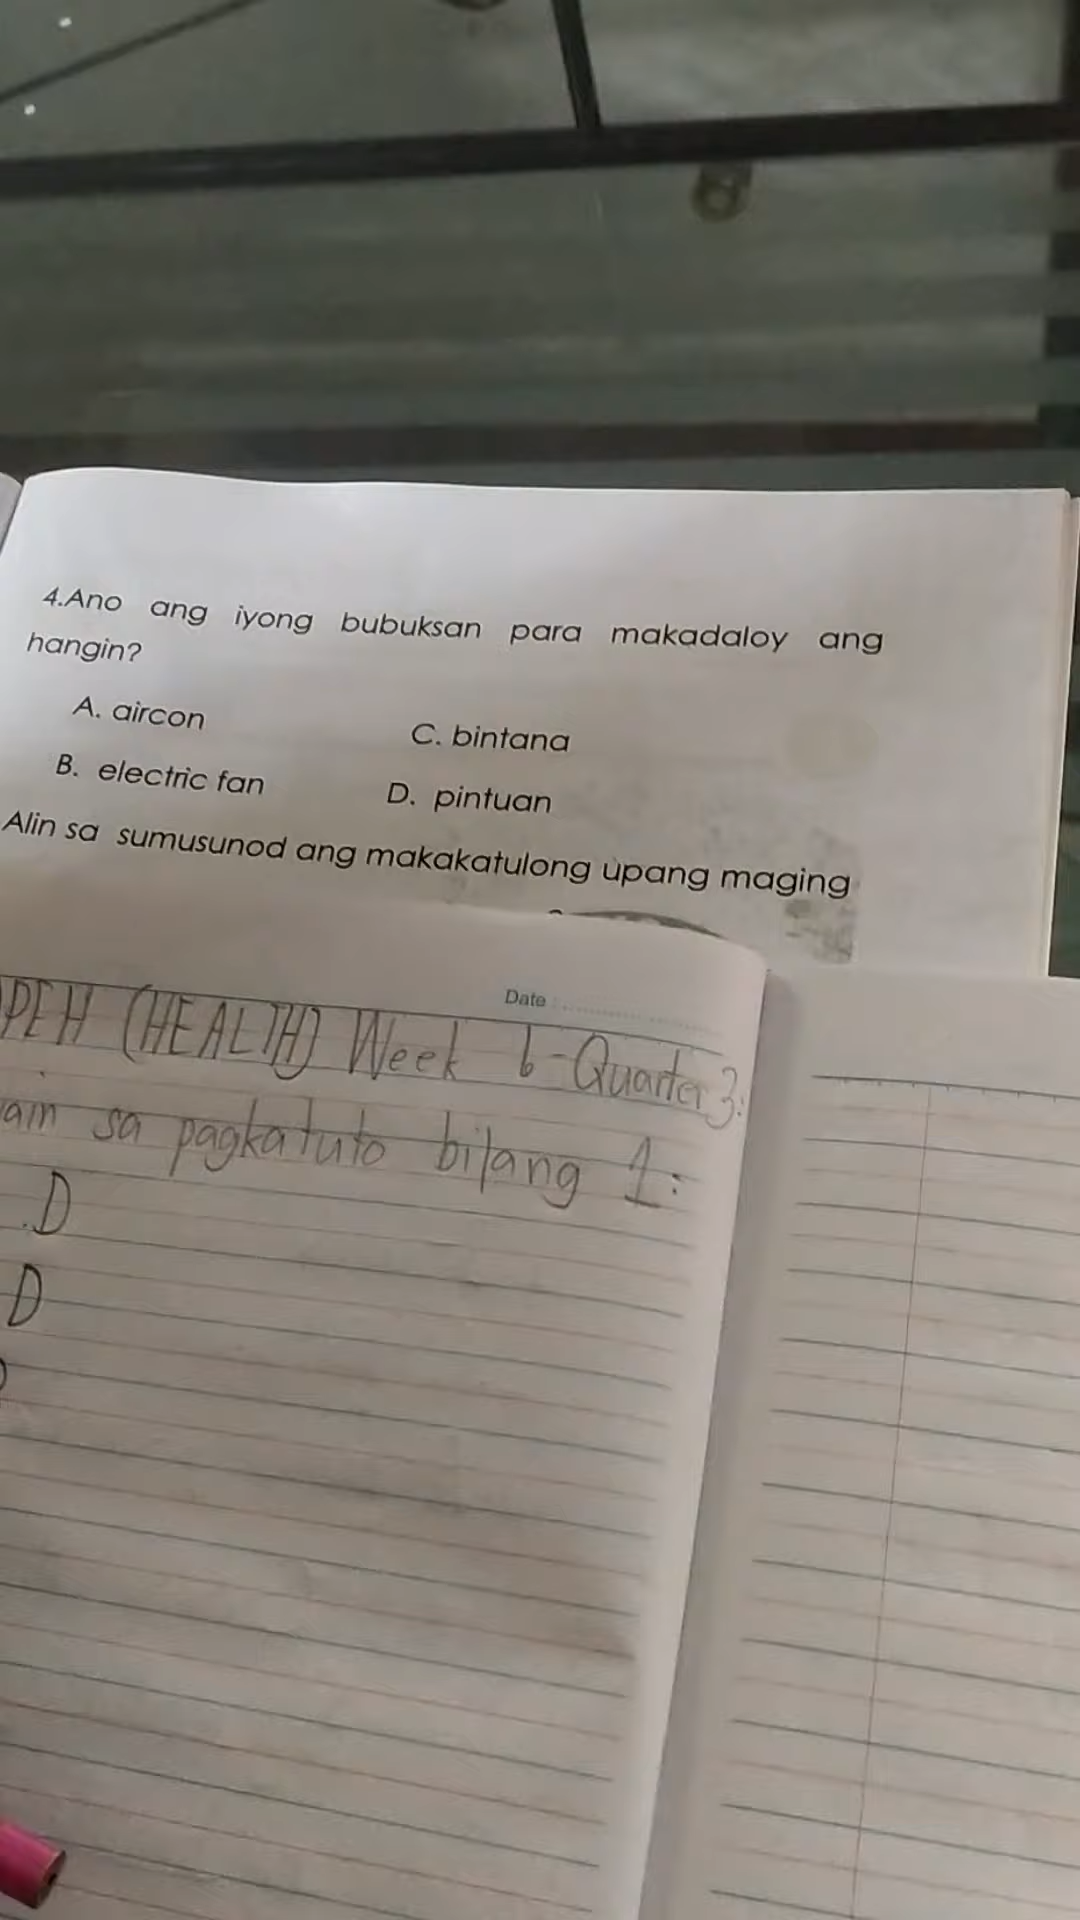 4.Ano ang iyong bubuksan para makadaloy ang
hangin?
A. aircon
C. bintana
B. electric fan
D. pintuan
Alin sa sumusunod ang makakatulong upang maging
Date
PEH (HEALTH) Week 6-Quarter 3:
ain sa pagkatuto bilang 1:
D
D